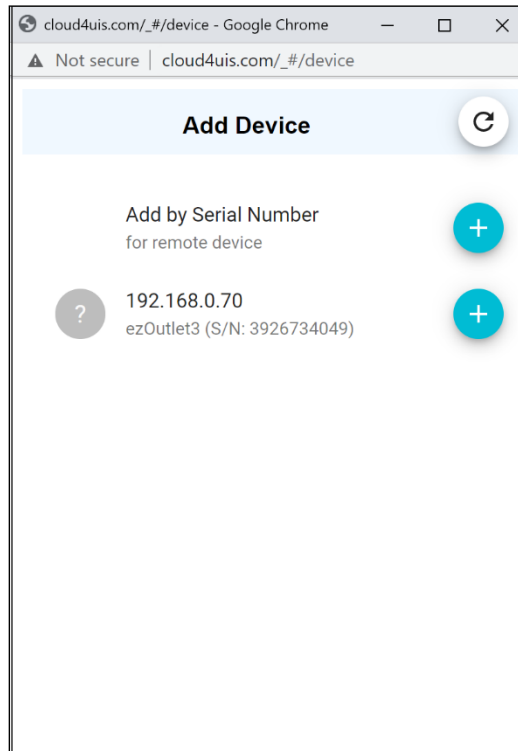 cloud4uis.com/_#/device - Google Chrome
Not secure | cloud4uis.com/_#/device
Add Device
Add by Serial Number
for remote device
?
192.168.0.70
ezOutlet3 (S/N: 3926734049)